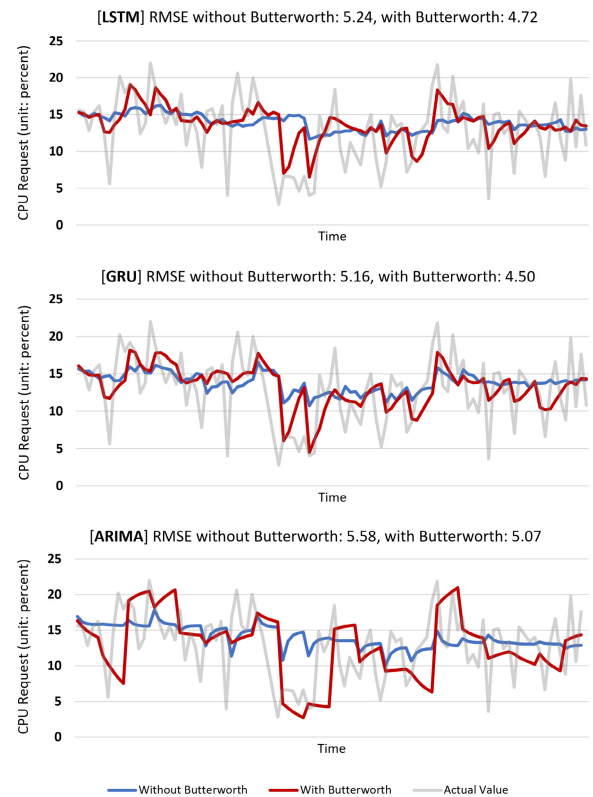 [LSTM] RMSE without Butterworth: 5.24, with Butterworth: 4.72
CPU Request (unit: percent)
25
20
15
10
5
0
Time
[GRU] RMSE without Butterworth: 5.16, with Butterworth: 4.50
CPU Request (unit: percent)
25
20
15
10
5
0
Time
[ARIMA] RMSE without Butterworth: 5.58, with Butterworth: 5.07
CPU Request (unit: percent)
25
20
15
10
5
0
Time
Without Butterworth With Butterworth Actual Value